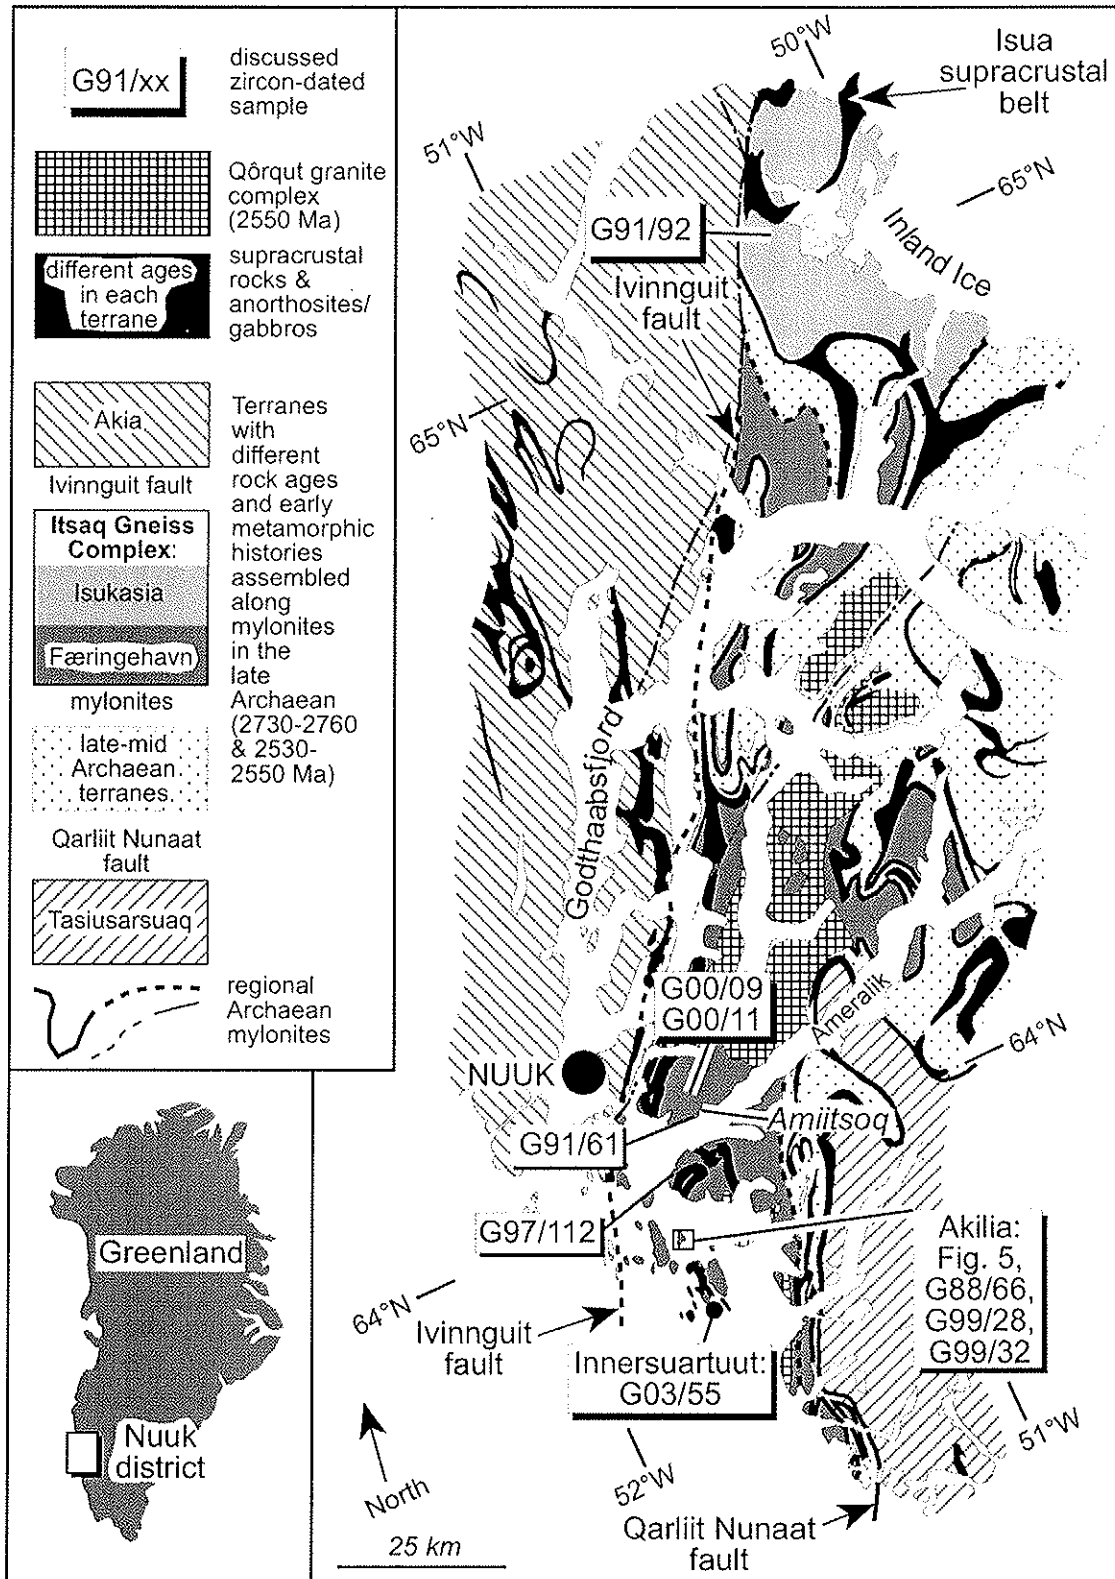 G91/xx
discussed
zircon-dated
sample
Qôrqut granite
complex
(2550 Ma)
different ages
in each
terrane
supracrustal
rocks &
anorthosites/
gabbros
Akia
Ivinnguit fault
Itsaq Gneiss
Complex:
Isukasia
Færingehavn
mylonites
late-mid
Archaean
terranes
Qarliit Nunaat
fault
Tasiusarsuaq
Terranes
with
different
rock ages
and early
metamorphic
histories
assembled
along
mylonites
in the
late
Archaean
(2730-2760
& 2530-
2550 Ma)
regional
Archaean
mylonites
Greenland
Nuuk
district
50°W
Isua
supracrustal
belt
51°W
65°N
G91/92
Inland Ice
Ivinnguit
fault
65°N
Godthaabsfjord
G00/09
G00/11
Ameralik
64°N
NUUK
Amiitsoq
G91/61
G97/112
Akilia:
Fig. 5,
G88/66,
G99/28,
G99/32
64°N
Ivinnguit
fault
Innersuartuut:
G03/55
51°W
52°W
North
Qarliit Nunaat
fault
25 km